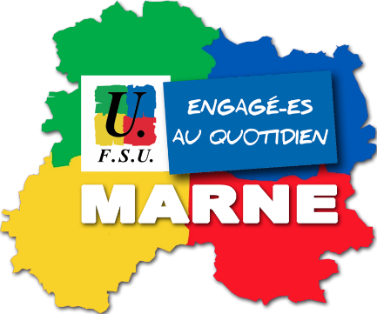 U.
F.S.U.
ENGAGÉ-ES
AU QUOTIDIEN
MARNE